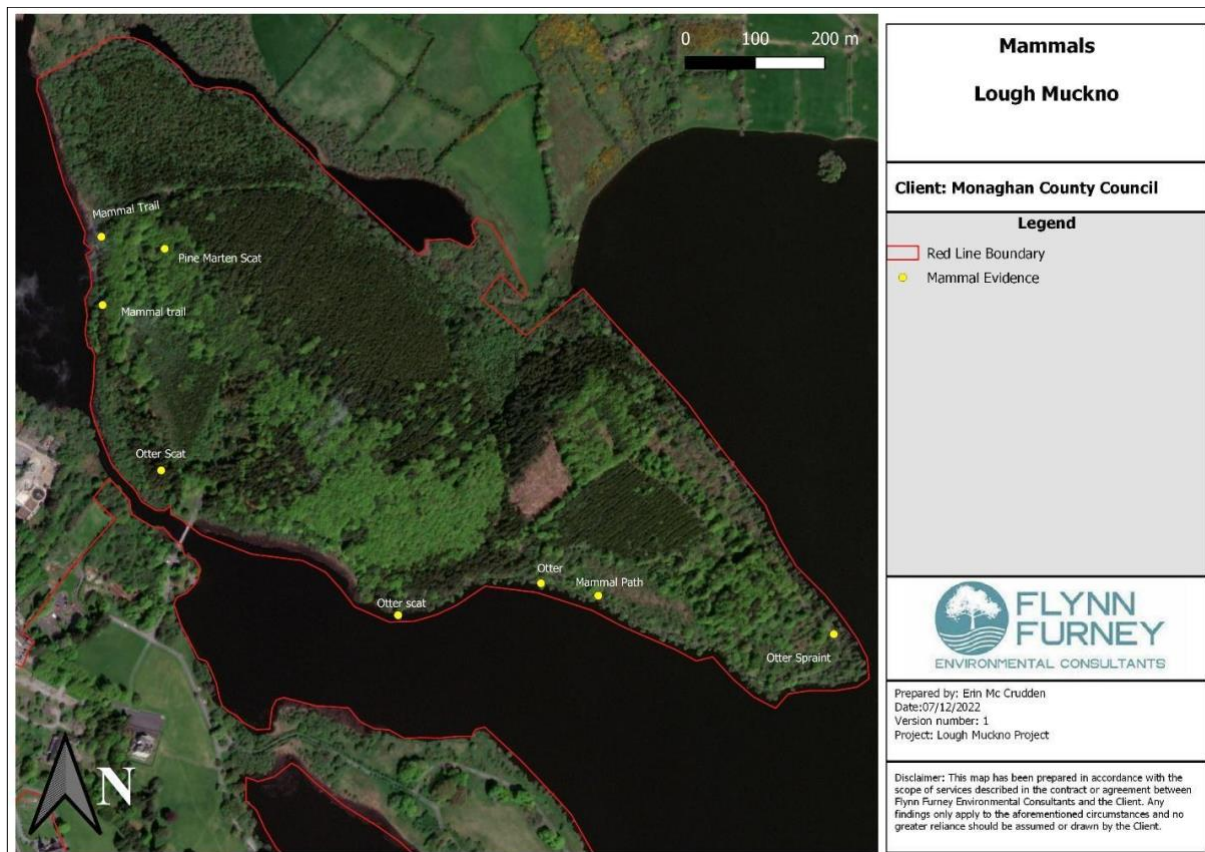 0 100 200 m
Mammal Trail
Pine Marten Scat
Mammal trail
Otter Scat
Otter scat
Otter
Mammal Path
Otter Spraint
N
Mammals
Lough Muckno
Client: Monaghan County Council
Legend
Red Line Boundary
Mammal Evidence
FLYNN
FURNEY
ENVIRONMENTAL CONSULTANTS
Prepared by: Erin Mc Crudden
Date:07/12/2022
Version number: 1
Project: Lough Muckno Project
Disclaimer: This map has been prepared in accordance with the
scope of services described in the contract or agreement between
Flynn Furney Environmental Consultants and the Client. Any
findings only apply to the aforementioned circumstances and no
greater reliance should be assumed or drawn by the Client.